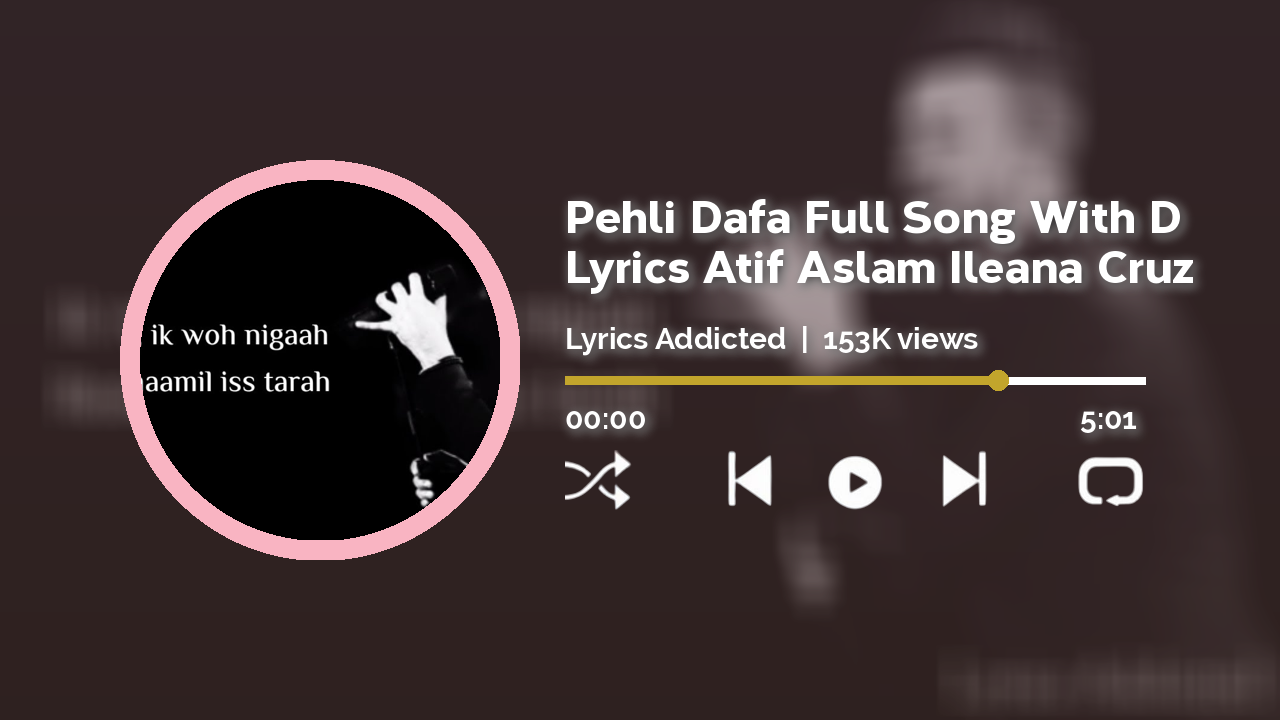 ik woh nigaah
aamil iss tarah
Pehli Dafa Full Song With D
Lyrics Atif Aslam Ileana Cruz
Lyrics Addicted | 153K views
00:00
5:01